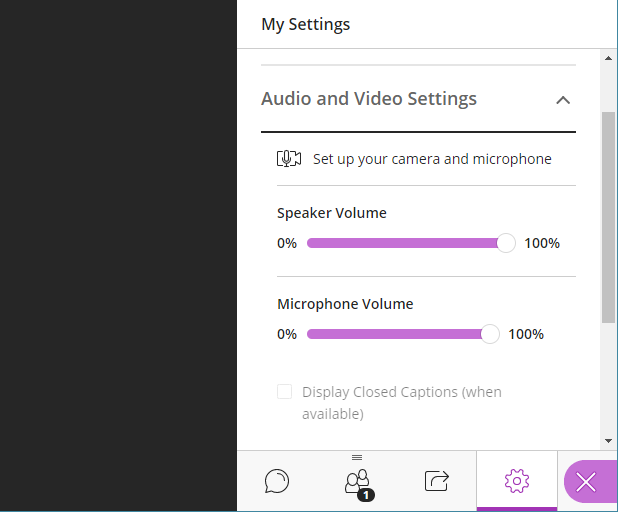 My Settings
Audio and Video Settings
Set up your camera and microphone
Speaker Volume
0% 100%
Microphone Volume
0% 100%
Display Closed Captions (when
available)
1